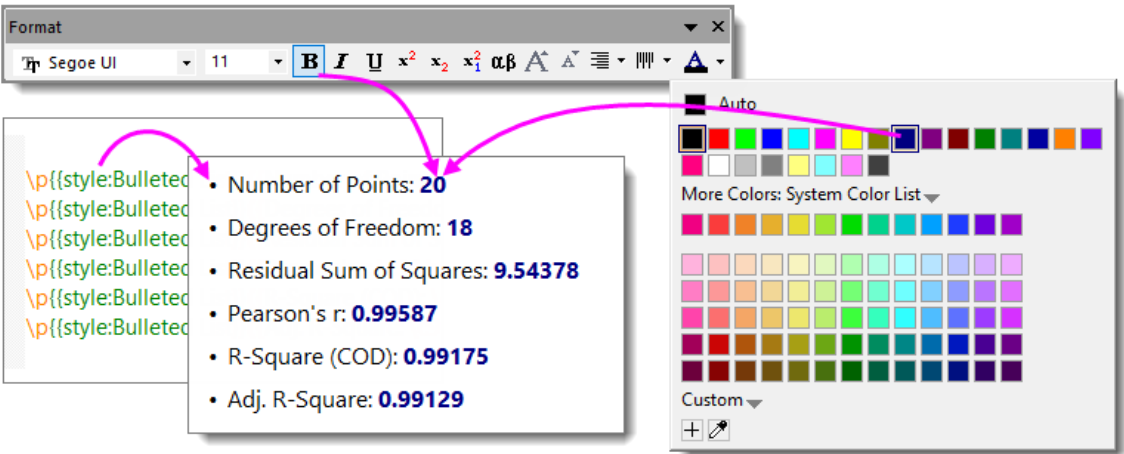 Format
Segoe UI 11 B I U x² x₂ x²₁ αβ A A A
Auto
\p{{style:Bulleted
\p{{style:Bulleted
\p{{style:Bulleted
\p{{style:Bulleted
\p{{style:Bulleted
\p{{style:Bulleted
• Number of Points: 20
• Degrees of Freedom: 18
• Residual Sum of Squares: 9.54378
• Pearson's r: 0.99587
• R-Square (COD): 0.99175
• Adj. R-Square: 0.99129
More Colors: System Color List
Custom